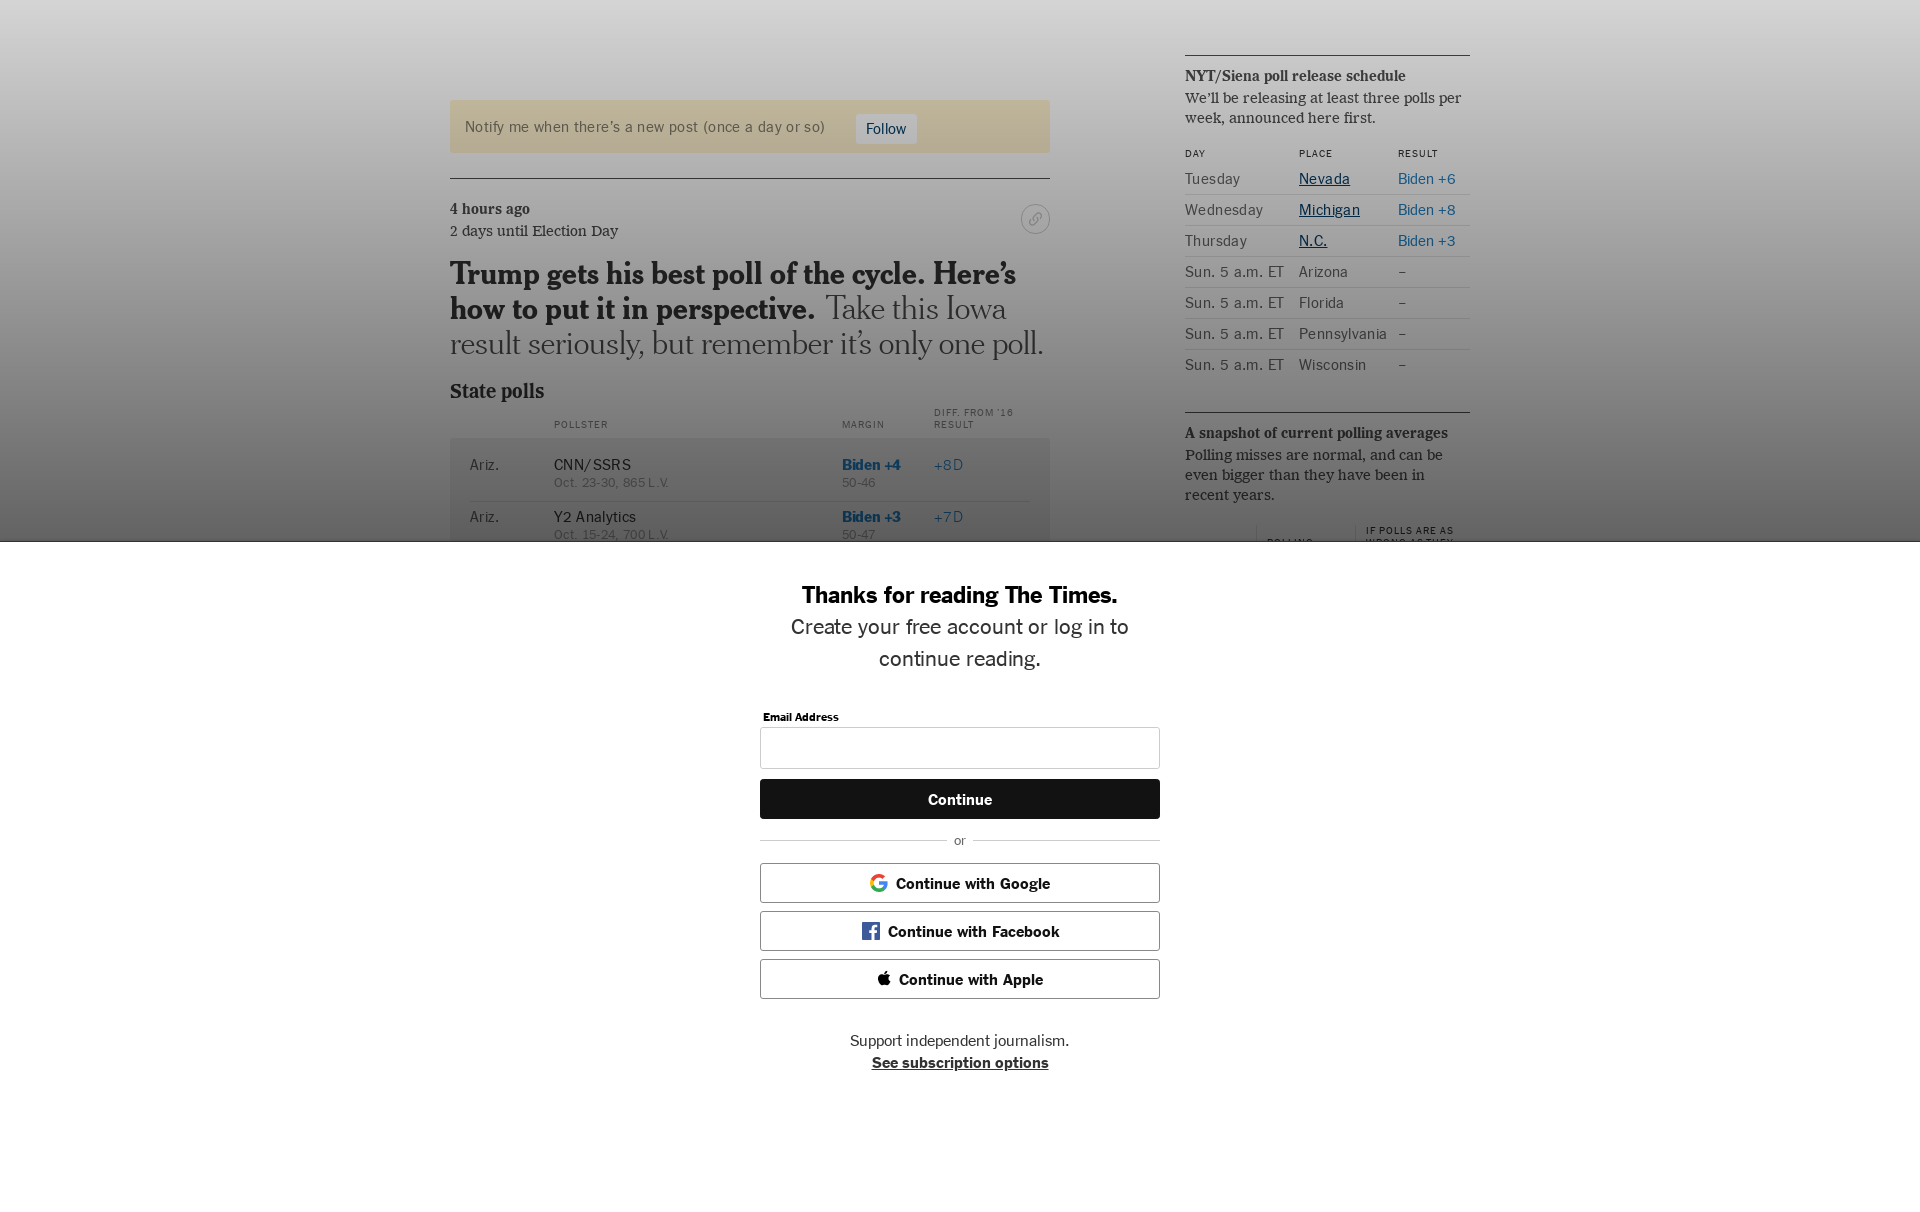 Notify me when there's a new post (once a day or so)
Follow
4 hours ago
2 days until Election Day
Trump gets his best poll of the cycle. Here's
how to put it in perspective. Take this Iowa
result seriously, but remember it's only one poll.
State polls
POLLSTER MARGIN DIFF. FROM '16 RESULT
Ariz. CNN/SSRS Biden +4 +8 D
Oct. 23-30, 865 L.V. 50-46
Ariz. Y2 Analytics Biden +3 +7 D
Oct. 15-24, 700 L.V. 50-47
NYT/Siena poll release schedule
We'll be releasing at least three polls per
week, announced here first.
DAY PLACE RESULT
Tuesday Nevada Biden +6
Wednesday Michigan Biden +8
Thursday N.C. Biden +3
Sun. 5 a.m. ET Arizona –
Sun. 5 a.m. ET Florida –
Sun. 5 a.m. ET Pennsylvania –
Sun. 5 a.m. ET Wisconsin –
A snapshot of current polling averages
Polling misses are normal, and can be
even bigger than they have been in
recent years.
IF POLLS ARE AS
Thanks for reading The Times.
Create your free account or log in to
continue reading.
Email Address
Continue
or
Continue with Google
Continue with Facebook
Continue with Apple
Support independent journalism.
See subscription options